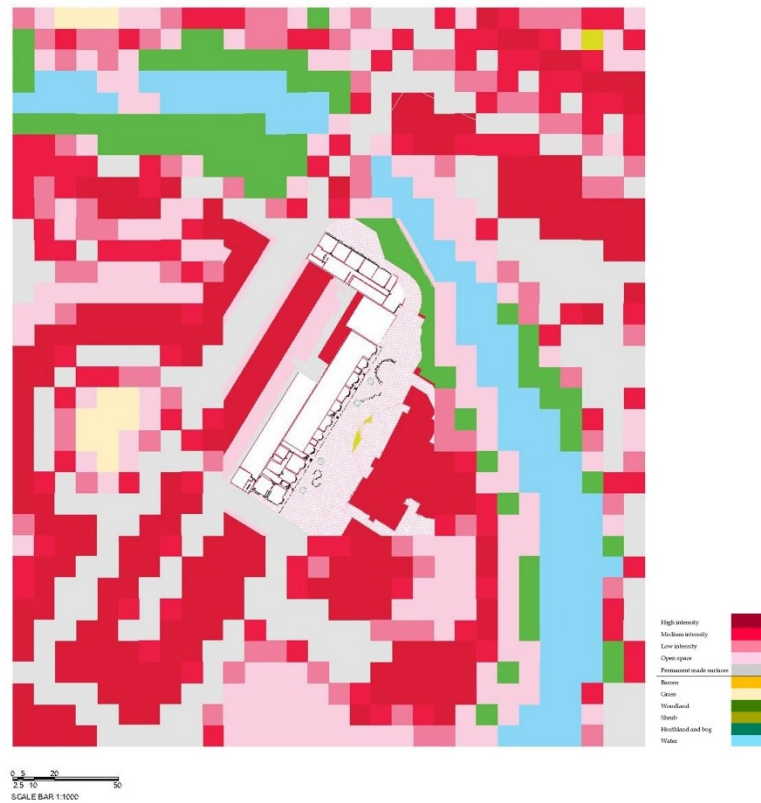 High intensity
Medium intensity
Low intensity
Open space
Permanent made surfaces
Barren
Grass
Woodland
Shrub
Heathland and bog
Water
0 5 20
2.5 10 50
SCALE BAR 1:1000